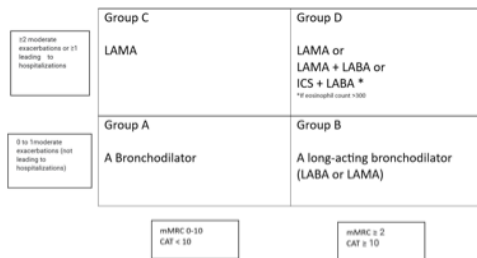 ≥2 moderate
exacerbations or ≥1
leading to
hospitalizations
Group C
LAMA
Group D
LAMA or
LAMA + LABA or
ICS + LABA *
*If eosinophil count >300
0 to 1moderate
exacerbations (not
leading to
hospitalizations)
Group A
A Bronchodilator
Group B
A long-acting bronchodilator
(LABA or LAMA)
mMRC 0-10
CAT < 10
mMRC ≥ 2
CAT ≥ 10